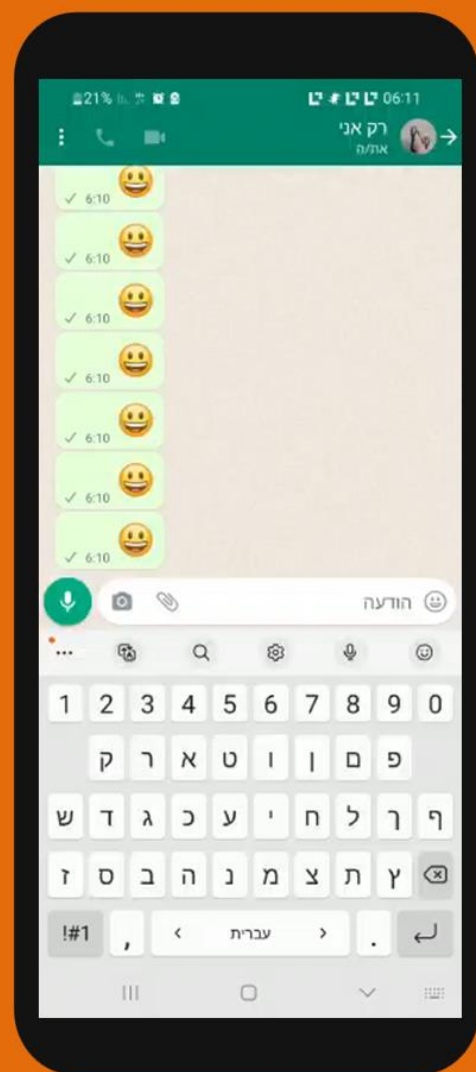 21% 06:11
רק אני
את/ה
😃
6:10 ✓
😃
6:10 ✓
😃
6:10 ✓
😃
6:10 ✓
😃
6:10 ✓
😃
6:10 ✓
😃
6:10 ✓
הודעה
1 2 3 4 5 6 7 8 9 0
ק ר א ט ו ן ם פ
ש ד ג כ ע י ח ל ך ף
ז ס ב ה נ מ צ ת ץ
!#1 , < עברית > .